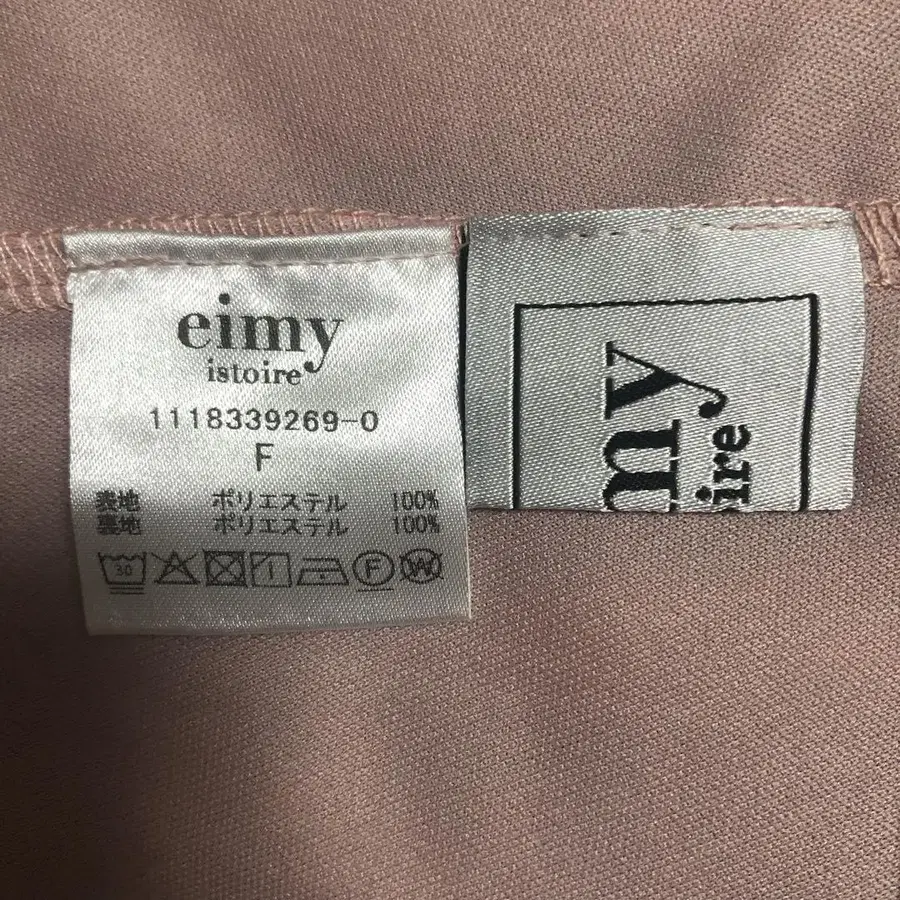 eimy
istoire
1118339269-0
F
表地 ポリエステル 100%
裏地 ポリエステル 100%
30 F W
my
oire